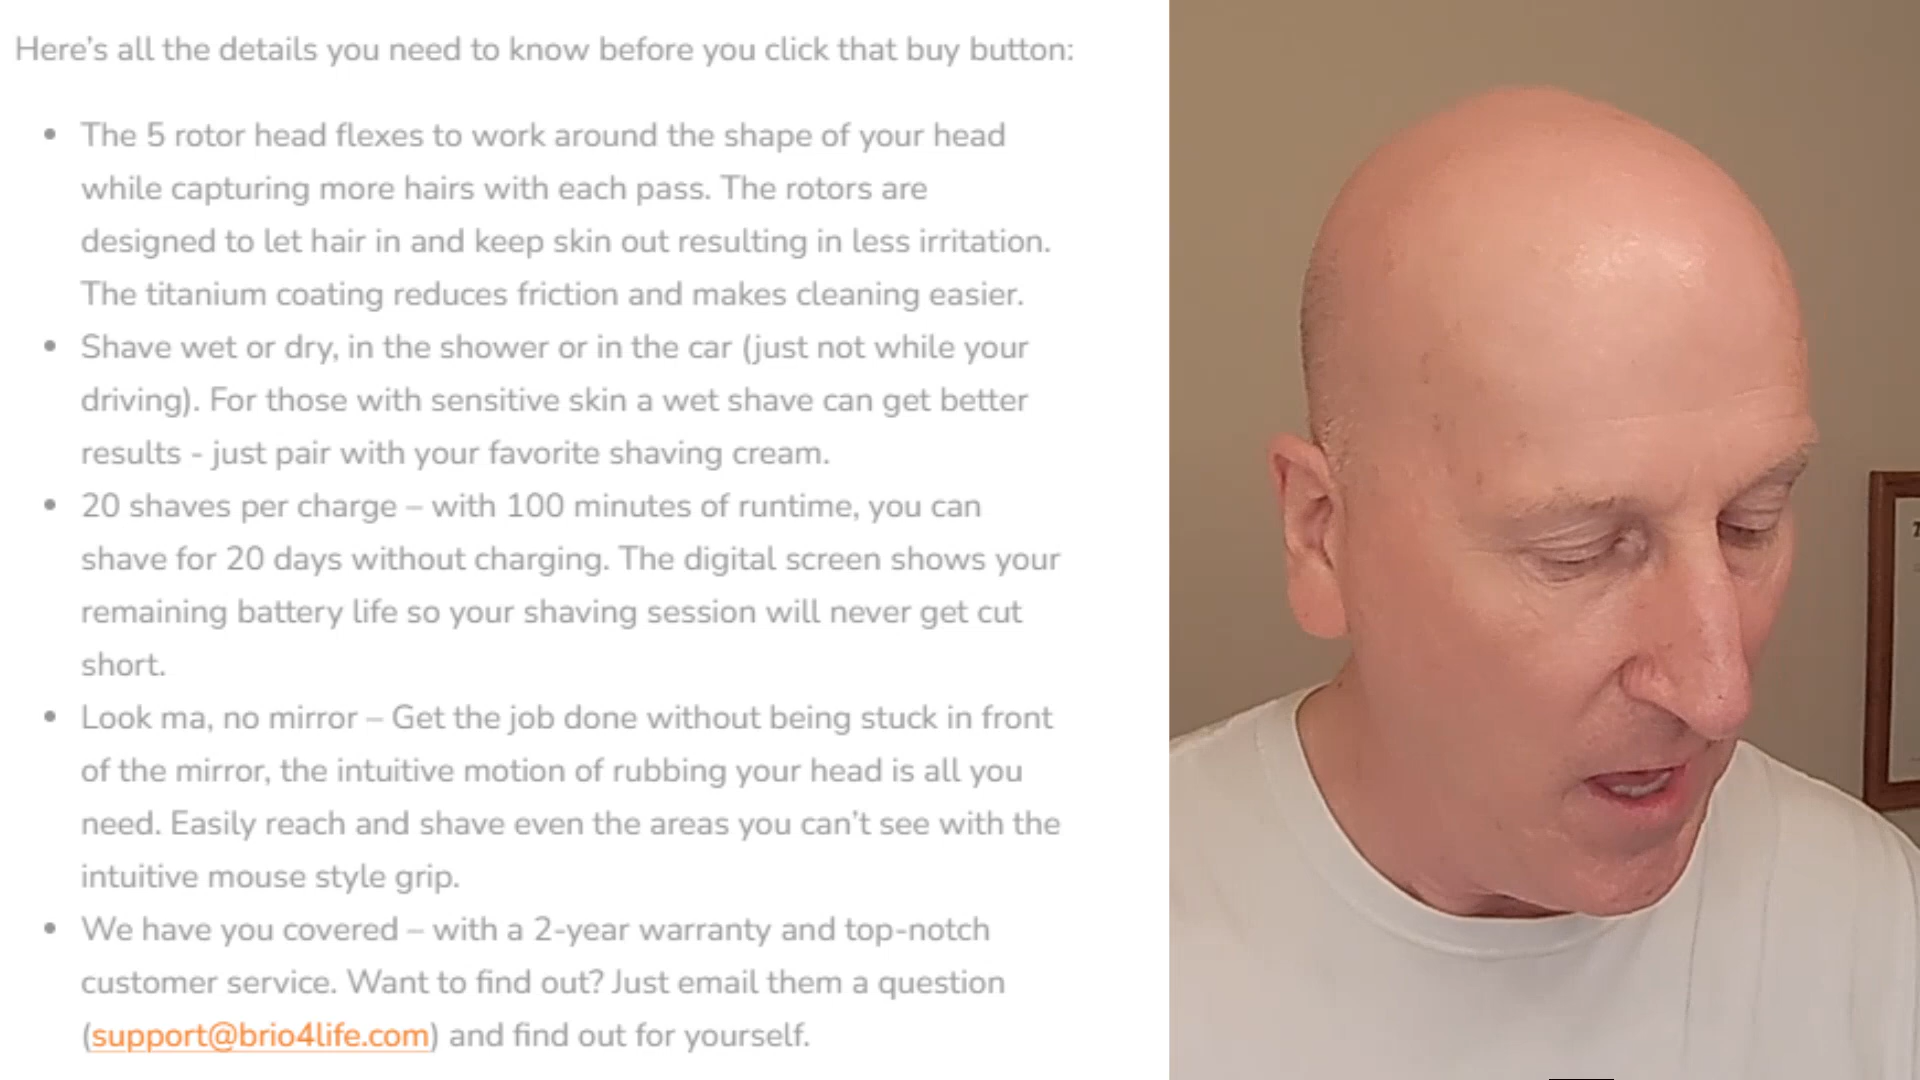 Here's all the details you need to know before you click that buy button:
• The 5 rotor head flexes to work around the shape of your head
while capturing more hairs with each pass. The rotors are
designed to let hair in and keep skin out resulting in less irritation.
The titanium coating reduces friction and makes cleaning easier.
• Shave wet or dry, in the shower or in the car (just not while your
driving). For those with sensitive skin a wet shave can get better
results - just pair with your favorite shaving cream.
• 20 shaves per charge – with 100 minutes of runtime, you can
shave for 20 days without charging. The digital screen shows your
remaining battery life so your shaving session will never get cut
short.
• Look ma, no mirror – Get the job done without being stuck in front
of the mirror, the intuitive motion of rubbing your head is all you
need. Easily reach and shave even the areas you can't see with the
intuitive mouse style grip.
• We have you covered – with a 2-year warranty and top-notch
customer service. Want to find out? Just email them a question
(support@brio4life.com) and find out for yourself.